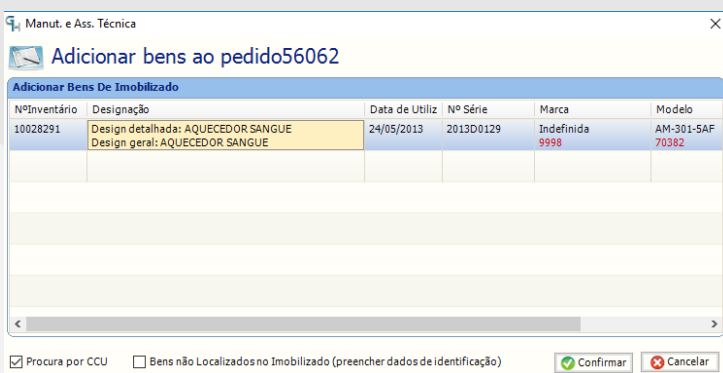 Manut. e Ass. Técnica
Adicionar bens ao pedido56062
Adicionar Bens De Imobilizado
NºInventário Designação Data de Utiliz Nº Série Marca Modelo
10028291 Design detalhada: AQUECEDOR SANGUE 24/05/2013 2013D0129 Indefinida AM-301-5AF
Design geral: AQUECEDOR SANGUE 9998 70382
Procura por CCU Bens não Localizados no Imobilizado (preencher dados de identificação) Confirmar Cancelar